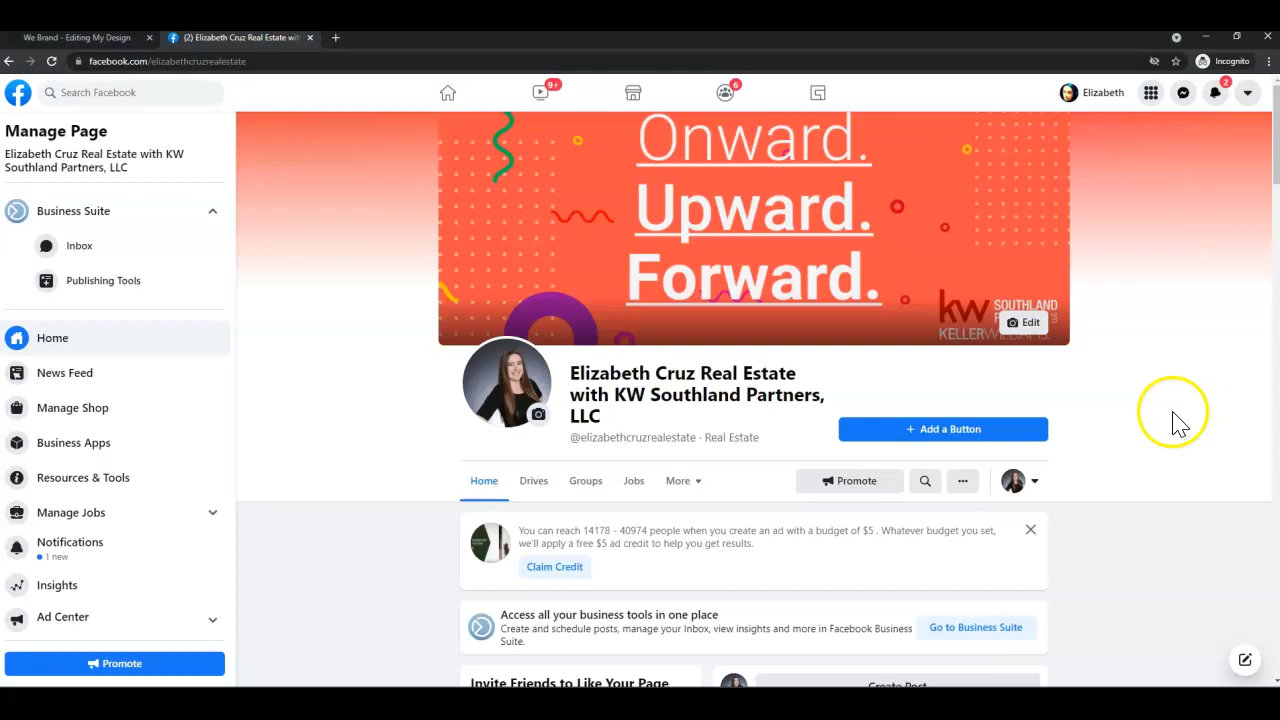 We Brand - Editing My Design
(2) Elizabeth Cruz Real Estate wit
facebook.com/elizabethcruzrealestate
Incognito
Search Facebook
9+
6
Elizabeth
2
Manage Page
Elizabeth Cruz Real Estate with KW
Southland Partners, LLC
Business Suite
Inbox
Publishing Tools
Home
News Feed
Manage Shop
Business Apps
Resources & Tools
Manage Jobs
Notifications
1 new
Insights
Ad Center
Promote
Onward.
Upward.
Forward.
kw SOUTHLAND
KELLERWILLIAMS
Edit
Elizabeth Cruz Real Estate
with KW Southland Partners,
LLC
@elizabethcruzrealestate · Real Estate
+ Add a Button
Home
Drives
Groups
Jobs
More
Promote
You can reach 14178 - 40974 people when you create an ad with a budget of $5 . Whatever budget you set,
we'll apply a free $5 ad credit to help you get results.
Claim Credit
Access all your business tools in one place
Create and schedule posts, manage your Inbox, view insights and more in Facebook Business
Suite.
Go to Business Suite
Invite Friends to Like Your Page
Create Post